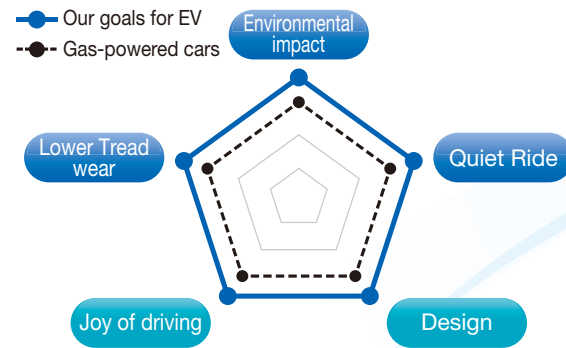 Our goals for EV
Gas-powered cars
Environmental
impact
Lower Tread
wear
Quiet Ride
Joy of driving
Design